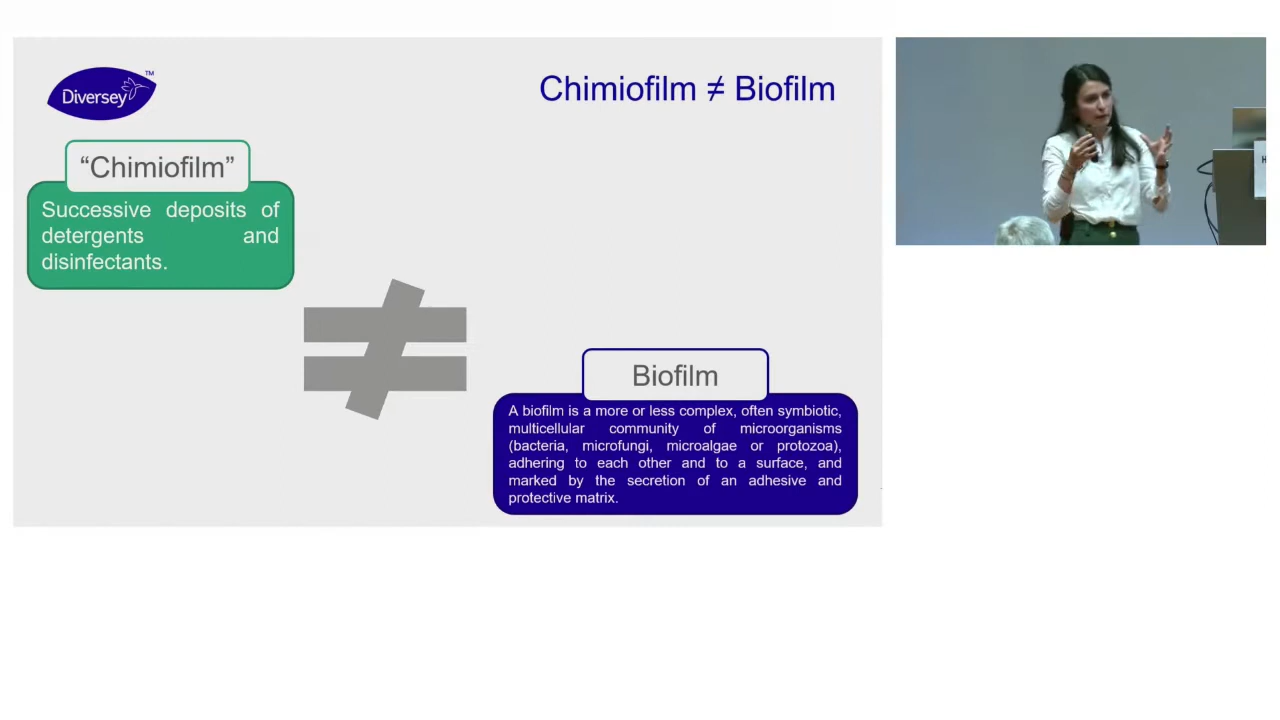 Diversey™
Chimiofilm ≠ Biofilm
“Chimiofilm”
Successive deposits of
detergents and
disinfectants.
Biofilm
A biofilm is a more or less complex, often symbiotic,
multicellular community of microorganisms
(bacteria, microfungi, microalgae or protozoa),
adhering to each other and to a surface, and
marked by the secretion of an adhesive and
protective matrix.
H